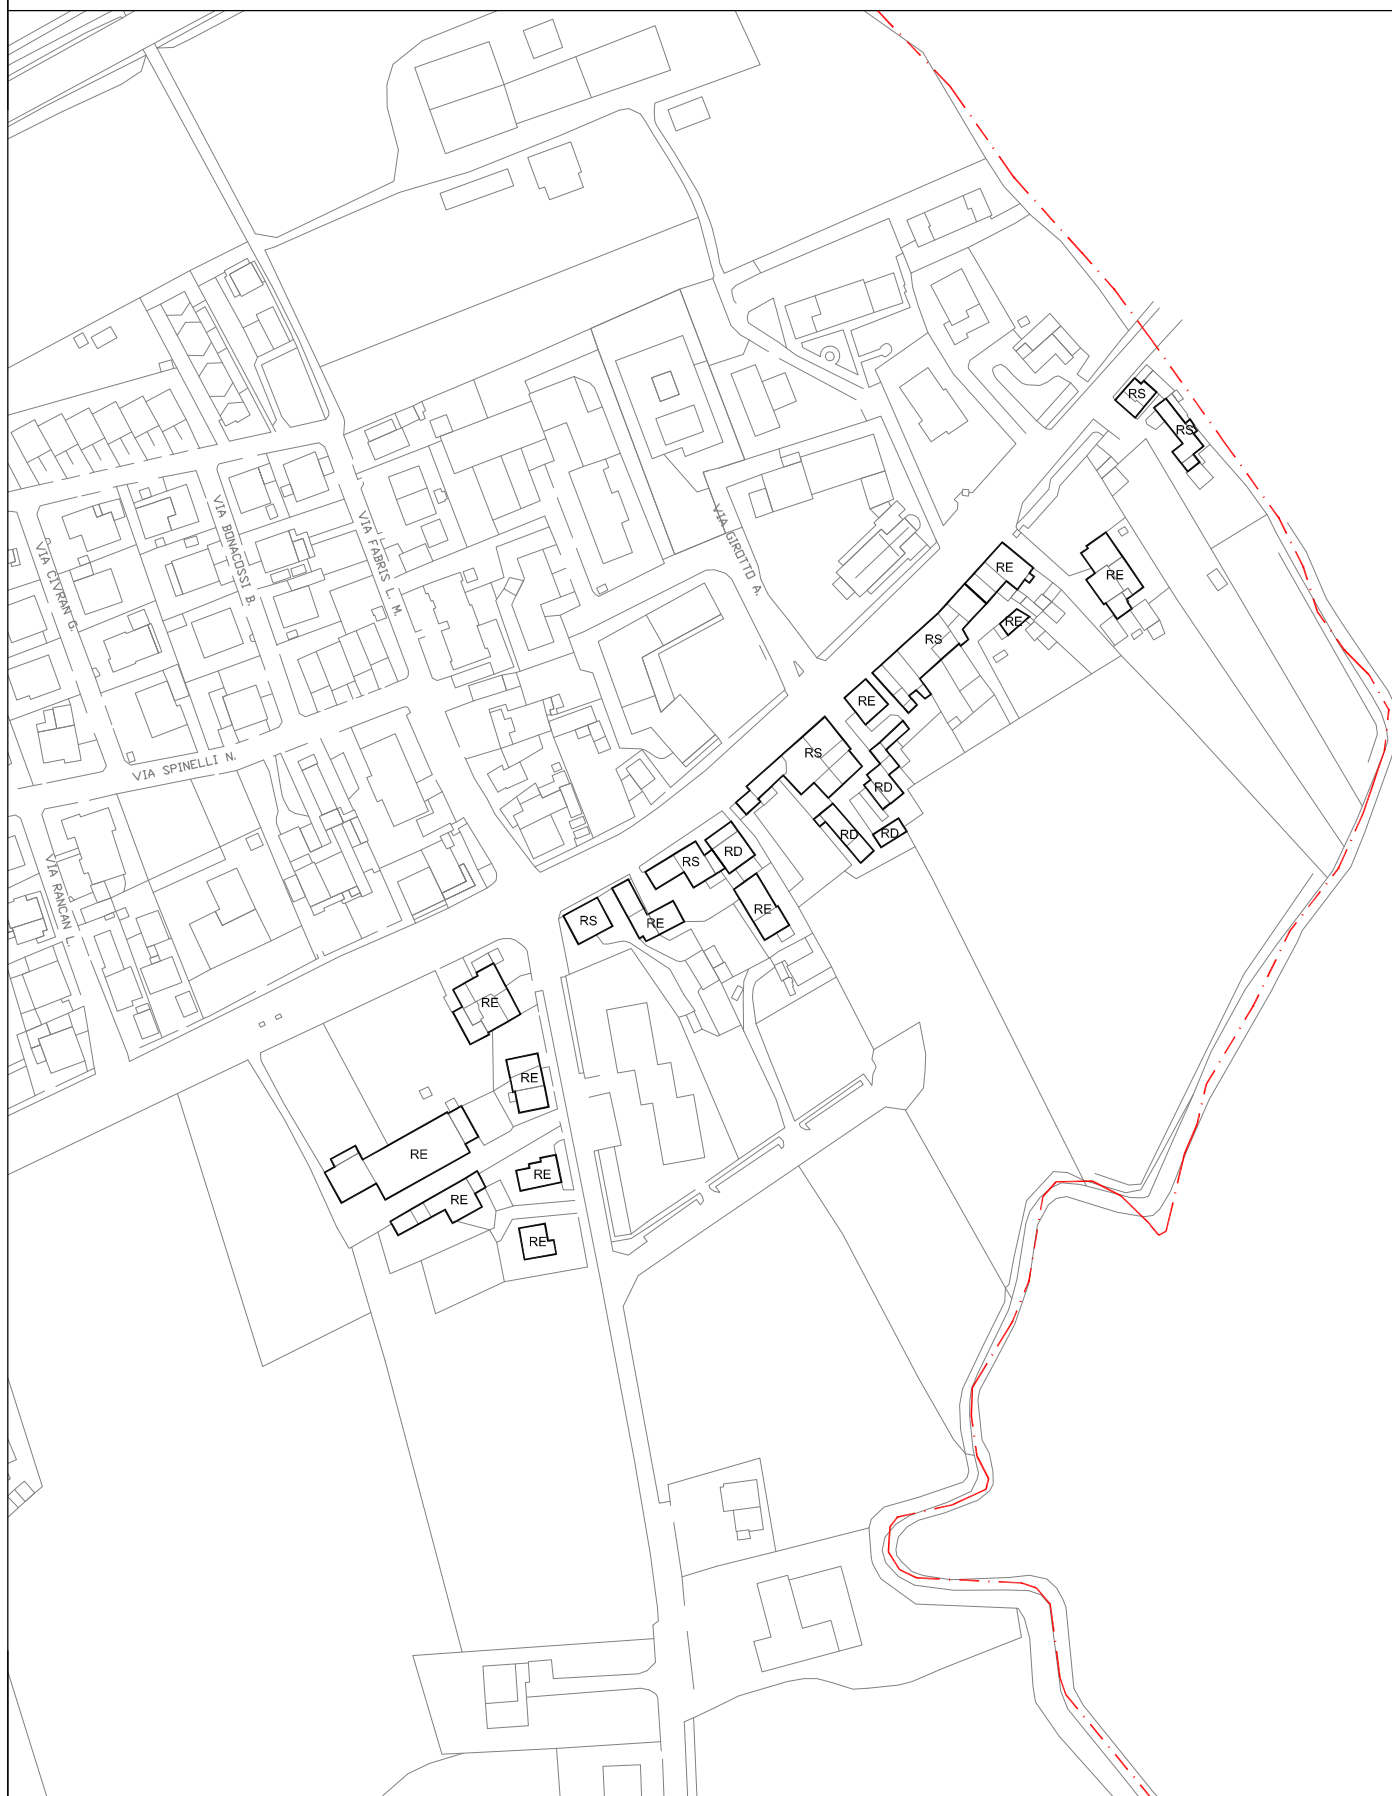 RS
RS
VIA BONACOSSI B.
VIA FABRIS L. M.
VIA GIROTTO A.
VIA CIVRAN G.
RE
RE
RE
RS
RE
RS
VIA SPINELLI N.
RD
RD
RD
RS
RD
VIA RANCAN
RE
RS
RE
RE
RE
RE
RE
RE
RE